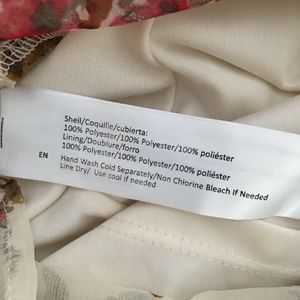 Shell/Coquille/cubierta:
100% Polyester/100% Polyester/100% poliéster
Lining/Doublure/forro
100% Polyester/100% Polyester/100% poliéster
EN Hand Wash Cold Separately/Non Chlorine Bleach if Needed
Line Dry/ Use cool if needed